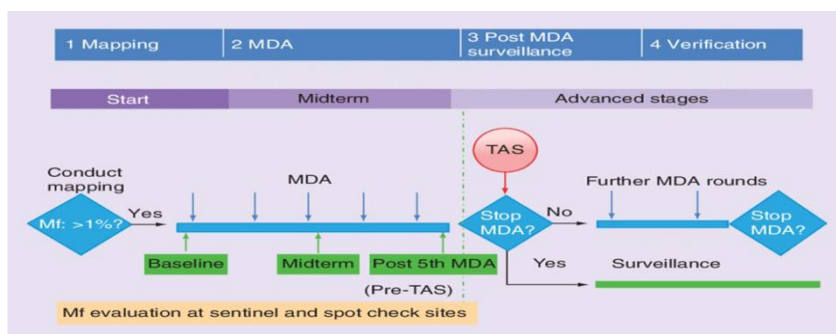 1 Mapping
2 MDA
3 Post MDA
surveillance
4 Verification
Start
Midterm
Advanced stages
TAS
Conduct
mapping
MDA
Further MDA rounds
Mf: >1%?
Yes
Stop
MDA?
No
Stop
MDA?
Baseline
Midterm
Post 5th MDA
(Pre-TAS)
Yes
Surveillance
Mf evaluation at sentinel and spot check sites